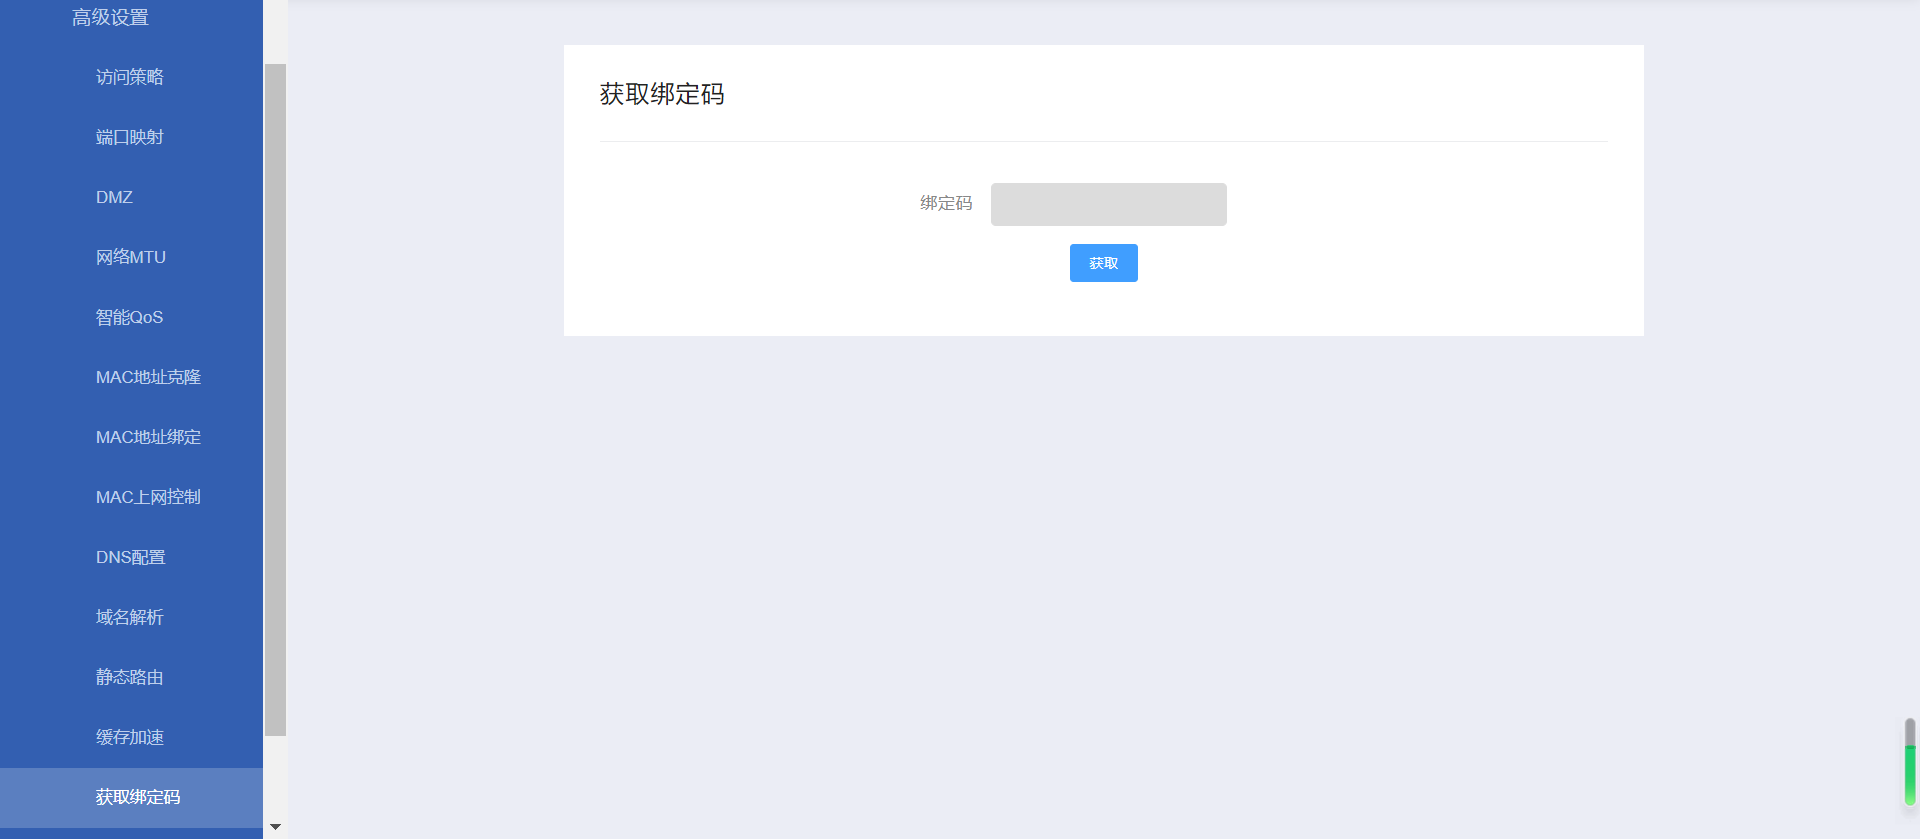 高级设置
访问策略
端口映射
DMZ
网络MTU
智能QoS
MAC地址克隆
MAC地址绑定
MAC上网控制
DNS配置
域名解析
静态路由
缓存加速
获取绑定码
获取绑定码
绑定码
获取